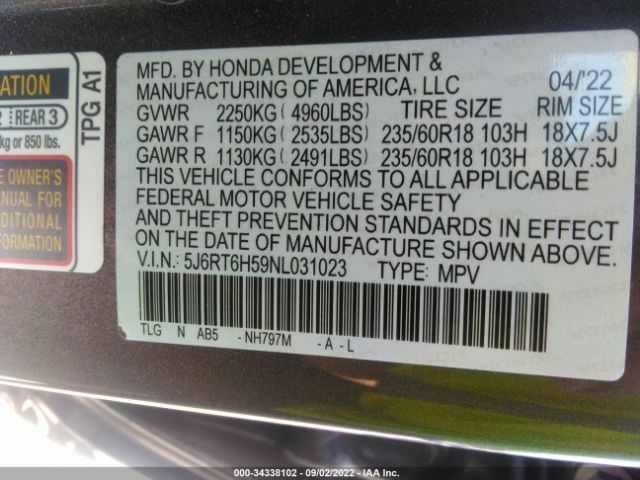 MFD. BY HONDA DEVELOPMENT &
MANUFACTURING OF AMERICA, LLC 04/'22
GVWR 2250KG ( 4960LBS) TIRE SIZE RIM SIZE
GAWR F 1150KG ( 2535LBS) 235/60R18 103H 18X7.5J
GAWR R 1130KG ( 2491LBS) 235/60R18 103H 18X7.5J
THIS VEHICLE CONFORMS TO ALL APPLICABLE
FEDERAL MOTOR VEHICLE SAFETY
AND THEFT PREVENTION STANDARDS IN EFFECT
ON THE DATE OF MANUFACTURE SHOWN ABOVE.
V.I.N.: 5J6RT6H59NL031023 TYPE: MPV
TLG N AB5 - NH797M - A - L
ATION
2 REAR 3
kg or 850 lbs.
TPG A1
E OWNER'S
MANUAL FOR
DITIONAL
FORMATION
000-34338102 - 09/02/2022 - IAA Inc.